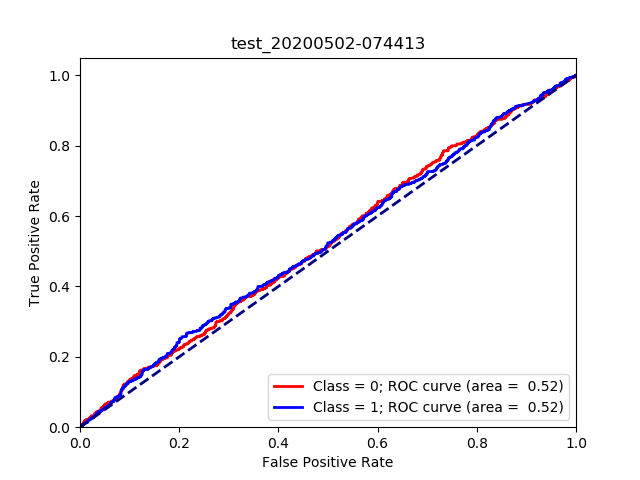 test_20200502-074413
True Positive Rate
1.0
0.8
0.6
0.4
0.2
0.0
Class = 0; ROC curve (area =  0.52)
Class = 1; ROC curve (area =  0.52)
0.0 0.2 0.4 0.6 0.8 1.0
False Positive Rate